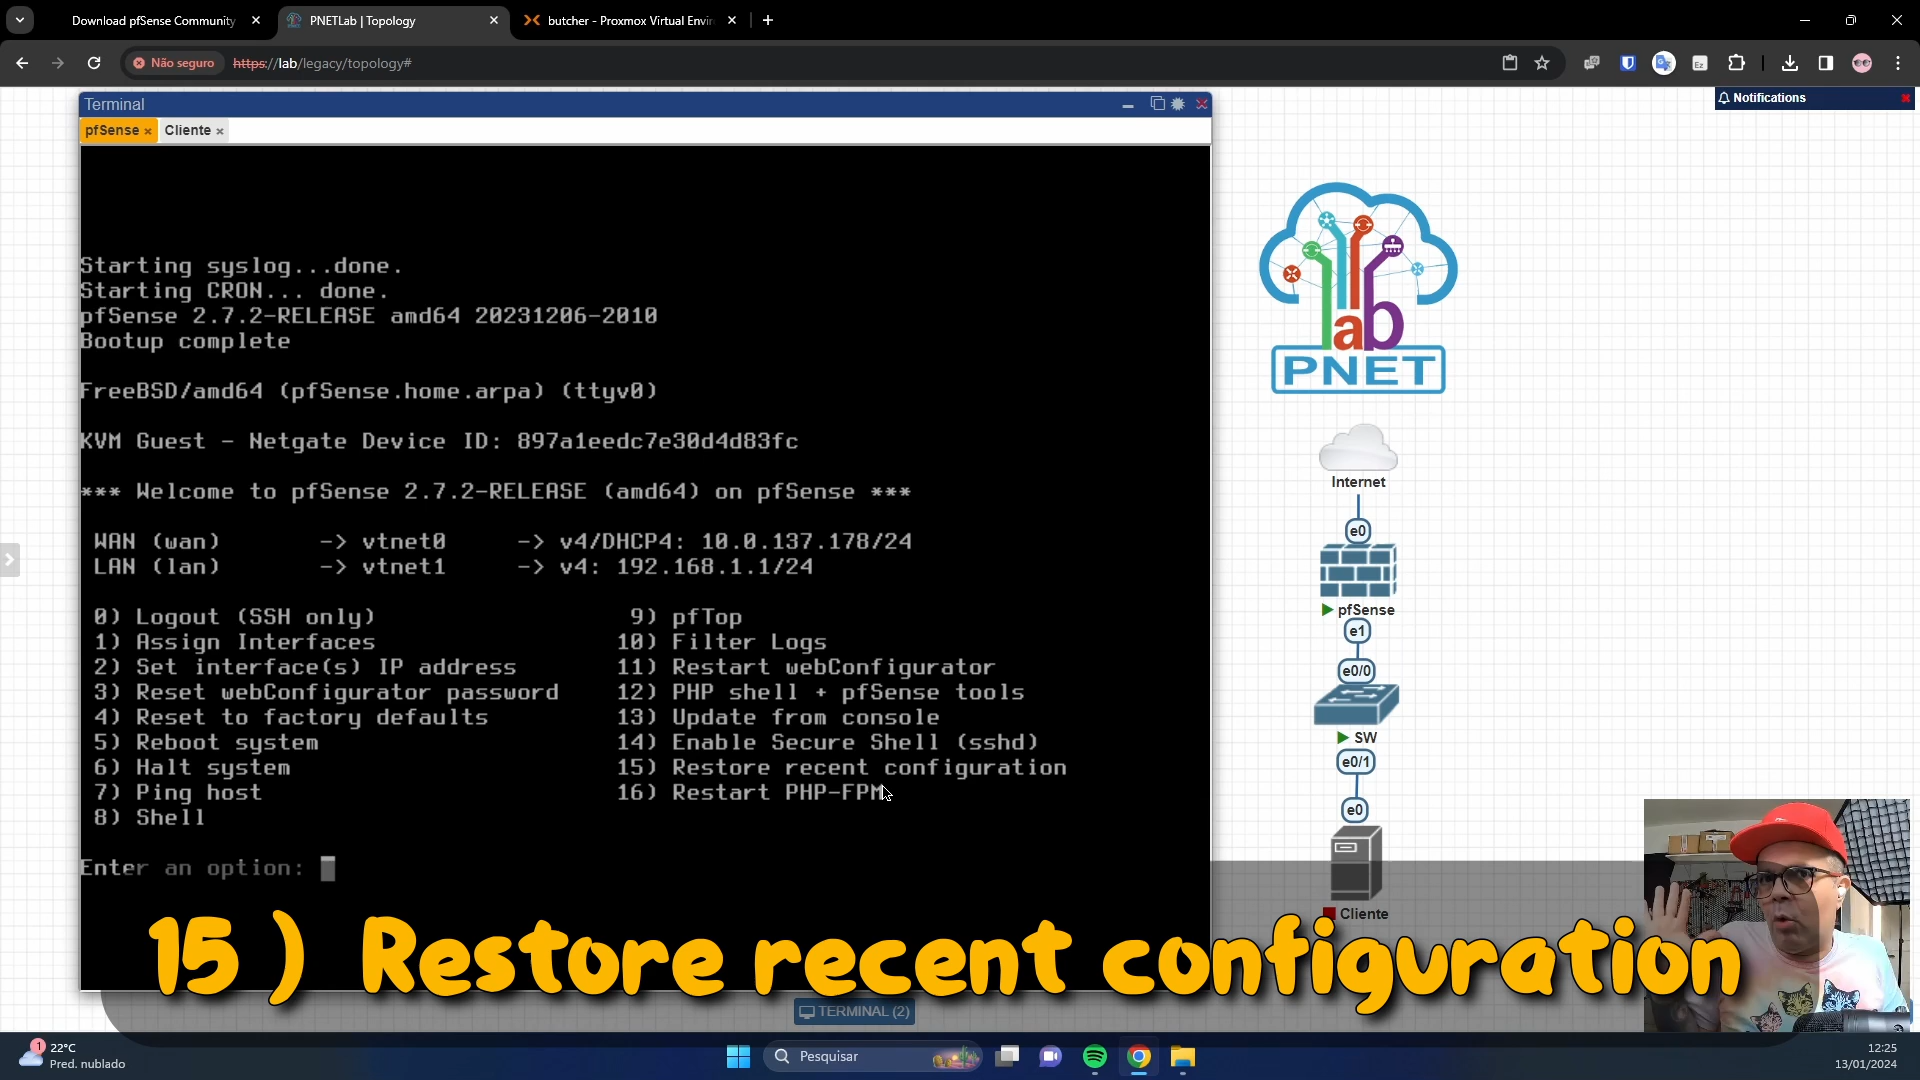 Download pfSense Community
PNETLab | Topology
butcher - Proxmox Virtual Envir
Não seguro
https://lab/legacy/topology#
Ez
Terminal
Notifications
pfSense
Cliente
Starting syslog...done.
Starting CRON... done.
pfSense 2.7.2-RELEASE amd64 20231206-2010
Bootup complete
FreeBSD/amd64 (pfSense.home.arpa) (ttyv0)
KVM Guest - Netgate Device ID: 897a1eedc7e30d4d83fc
*** Welcome to pfSense 2.7.2-RELEASE (amd64) on pfSense ***
WAN (wan) -> vtnet0 -> v4/DHCP4: 10.0.137.178/24
LAN (lan) -> vtnet1 -> v4: 192.168.1.1/24
0) Logout (SSH only) 9) pfTop
1) Assign Interfaces 10) Filter Logs
2) Set interface(s) IP address 11) Restart webConfigurator
3) Reset webConfigurator password 12) PHP shell + pfSense tools
4) Reset to factory defaults 13) Update from console
5) Reboot system 14) Enable Secure Shell (sshd)
6) Halt system 15) Restore recent configuration
7) Ping host 16) Restart PHP-FPM
8) Shell
Enter an option:
lab
PNET
Internet
e0
pfSense
e1
e0/0
SW
e0/1
e0
Cliente
15 ) Restore recent configuration
TERMINAL (2)
1
22°C
Pred. nublado
Pesquisar
12:25
13/01/2024